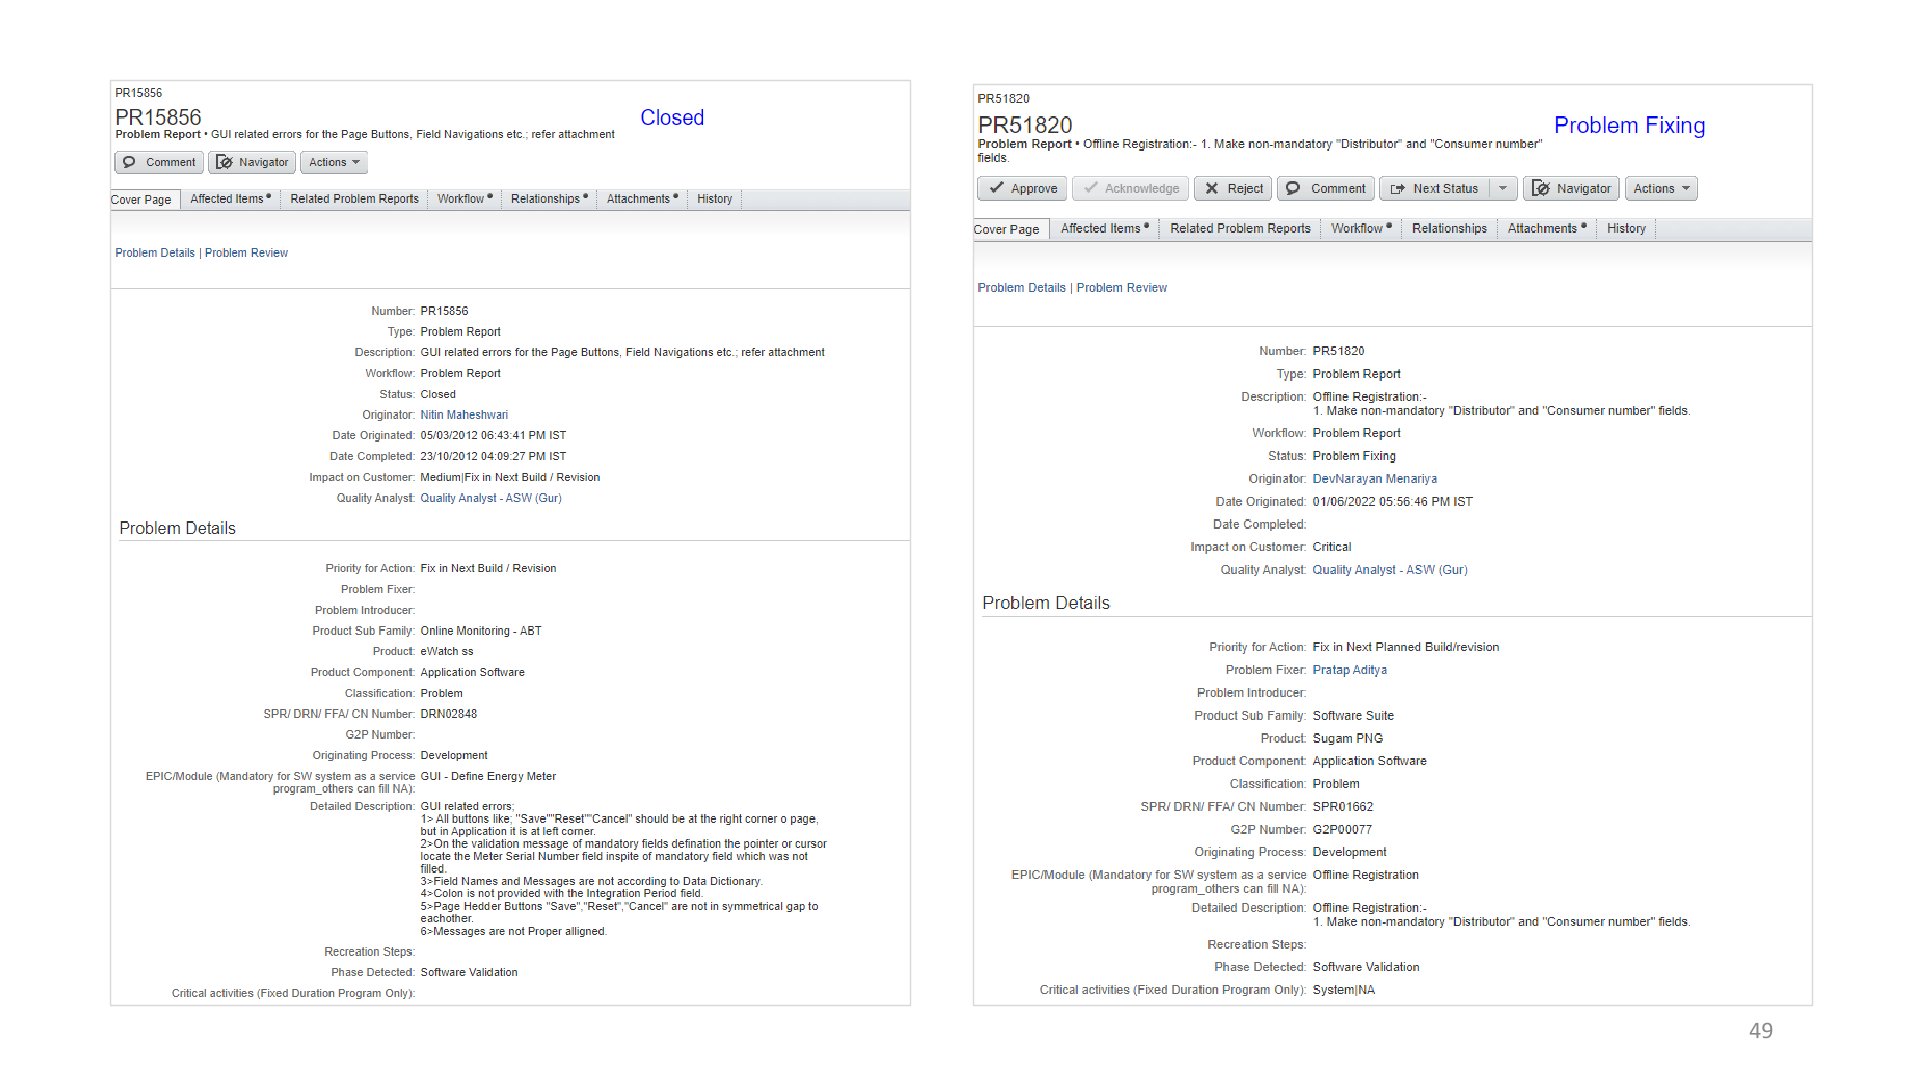 PR15856
PR15856
Closed
Problem Report • GUI related errors for the Page Buttons, Field Navigations etc.; refer attachment
Comment Navigator Actions
Cover Page Affected Items • Related Problem Reports Workflow • Relationships • Attachments • History
Problem Details | Problem Review
Number: PR15856
Type: Problem Report
Description: GUI related errors for the Page Buttons, Field Navigations etc.; refer attachment
Workflow: Problem Report
Status: Closed
Originator: Nitin Maheshwari
Date Originated: 05/03/2012 06:43:41 PM IST
Date Completed: 23/10/2012 04:09:27 PM IST
Impact on Customer: Medium|Fix in Next Build / Revision
Quality Analyst: Quality Analyst - ASW (Gur)
Problem Details
Priority for Action: Fix in Next Build / Revision
Problem Fixer:
Problem Introducer:
Product Sub Family: Online Monitoring - ABT
Product: eWatch ss
Product Component: Application Software
Classification: Problem
SPR/ DRN/ FFA/ CN Number: DRN02848
G2P Number:
Originating Process: Development
EPIC/Module (Mandatory for SW system as a service GUI - Define Energy Meter
program_others can fill NA):
Detailed Description: GUI related errors;
1> All buttons like; "Save""Reset""Cancel" should be at the right corner o page,
but in Application it is at left corner.
2>On the validation message of mandatory fields defination the pointer or cursor
locate the Meter Serial Number field inspite of mandatory field which was not
filled.
3>Field Names and Messages are not according to Data Dictionary.
4>Colon is not provided with the Integration Period field.
5>Page Hedder Buttons "Save","Reset","Cancel" are not in symmetrical gap to
eachother.
6>Messages are not Proper alligned.
Recreation Steps:
Phase Detected: Software Validation
Critical activities (Fixed Duration Program Only):
PR51820
PR51820
Problem Fixing
Problem Report • Offline Registration:- 1. Make non-mandatory "Distributor" and "Consumer number"
fields.
Approve Acknowledge Reject Comment Next Status Navigator Actions
Cover Page Affected Items • Related Problem Reports Workflow • Relationships Attachments • History
Problem Details | Problem Review
Number: PR51820
Type: Problem Report
Description: Offline Registration:-
1. Make non-mandatory "Distributor" and "Consumer number" fields.
Workflow: Problem Report
Status: Problem Fixing
Originator: DevNarayan Menariya
Date Originated: 01/06/2022 05:56:46 PM IST
Date Completed:
Impact on Customer: Critical
Quality Analyst: Quality Analyst - ASW (Gur)
Problem Details
Priority for Action: Fix in Next Planned Build/revision
Problem Fixer: Pratap Aditya
Problem Introducer:
Product Sub Family: Software Suite
Product: Sugam PNG
Product Component: Application Software
Classification: Problem
SPR/ DRN/ FFA/ CN Number: SPR01662
G2P Number: G2P00077
Originating Process: Development
EPIC/Module (Mandatory for SW system as a service Offline Registration
program_others can fill NA):
Detailed Description: Offline Registration:-
1. Make non-mandatory "Distributor" and "Consumer number" fields.
Recreation Steps:
Phase Detected: Software Validation
Critical activities (Fixed Duration Program Only): System|NA
49